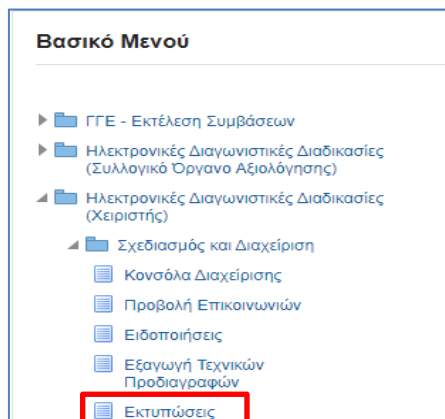 Βασικό Μενού
ΓΓΕ - Εκτέλεση Συμβάσεων
Ηλεκτρονικές Διαγωνιστικές Διαδικασίες
(Συλλογικό Όργανο Αξιολόγησης)
Ηλεκτρονικές Διαγωνιστικές Διαδικασίες
(Χειριστής)
Σχεδιασμός και Διαχείριση
Κονσόλα Διαχείρισης
Προβολή Επικοινωνιών
Ειδοποιήσεις
Εξαγωγή Τεχνικών
Προδιαγραφών
Εκτυπώσεις